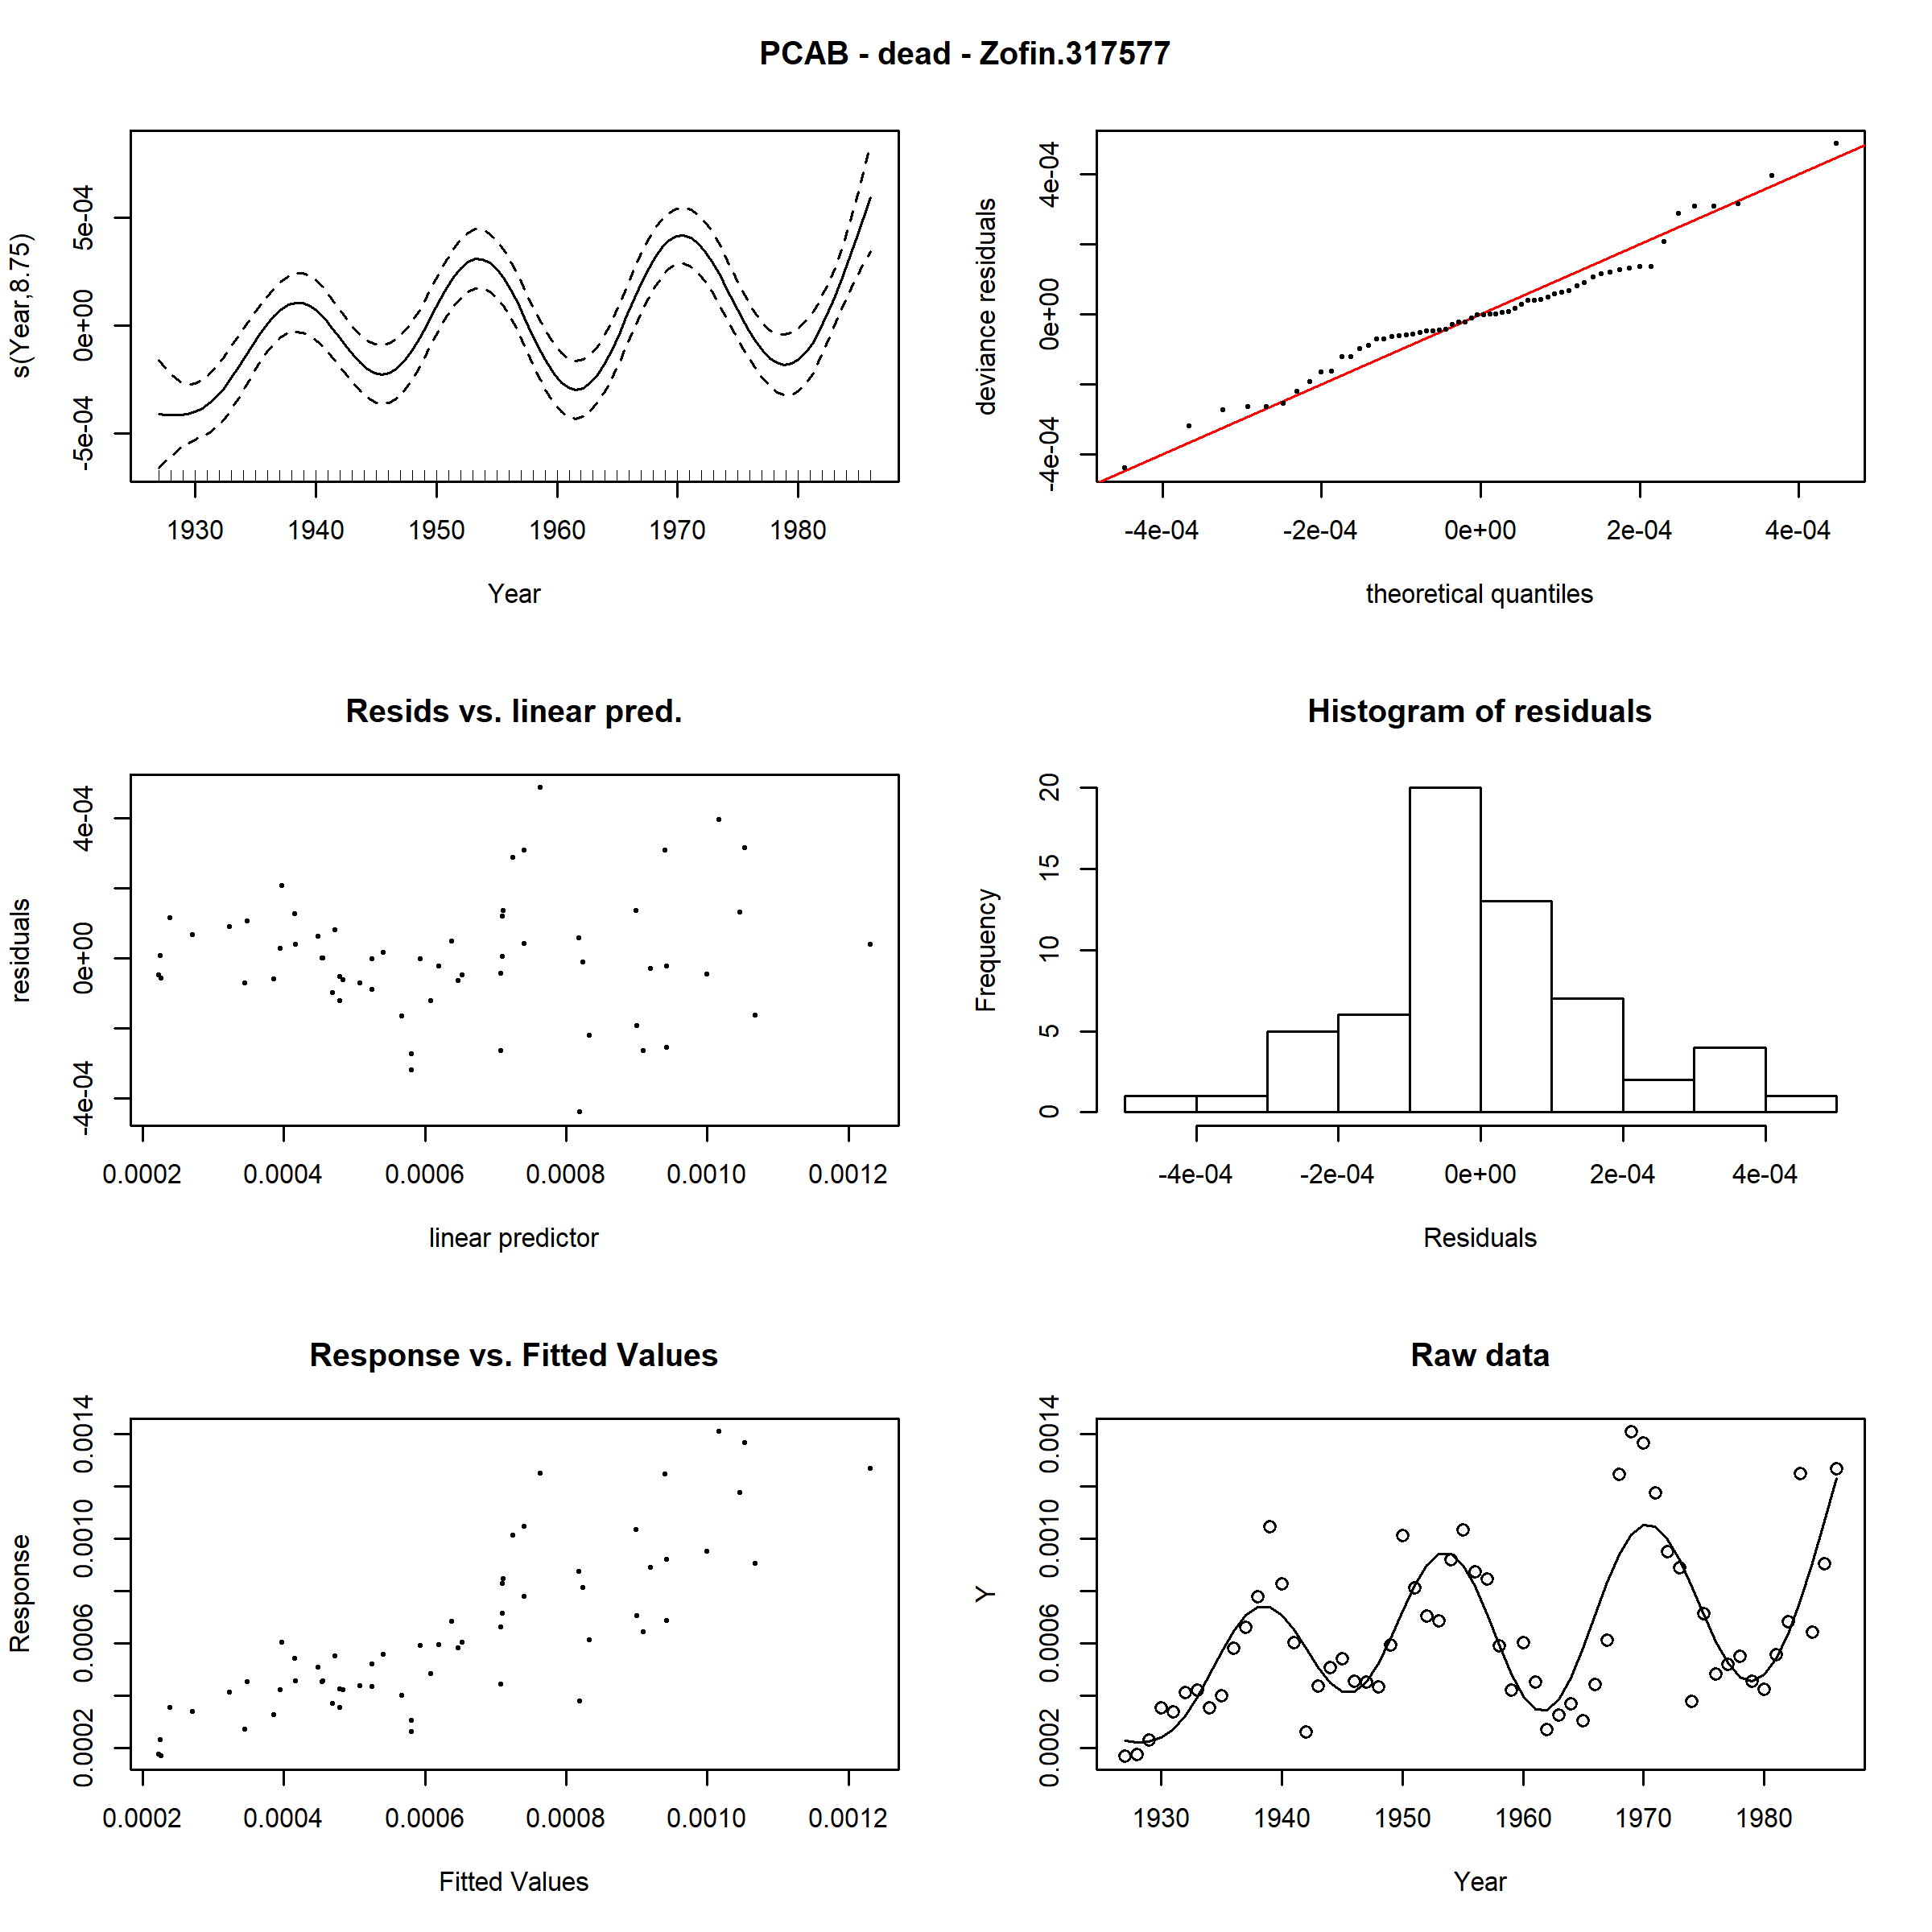 PCAB - dead - Zofin.317577
s(Year,8.75)
5e-04
0e+00
-5e-04
1930 1940 1950 1960 1970 1980
Year
deviance residuals
4e-04
0e+00
-4e-04
-4e-04 -2e-04 0e+00 2e-04 4e-04
theoretical quantiles
Resids vs. linear pred.
residuals
4e-04
0e+00
-4e-04
0.0002 0.0004 0.0006 0.0008 0.0010 0.0012
linear predictor
Histogram of residuals
Frequency
20
15
10
5
0
-4e-04 -2e-04 0e+00 2e-04 4e-04
Residuals
Response vs. Fitted Values
Response
0.0014
0.0010
0.0006
0.0002
0.0002 0.0004 0.0006 0.0008 0.0010 0.0012
Fitted Values
Raw data
Y
0.0014
0.0010
0.0006
0.0002
1930 1940 1950 1960 1970 1980
Year